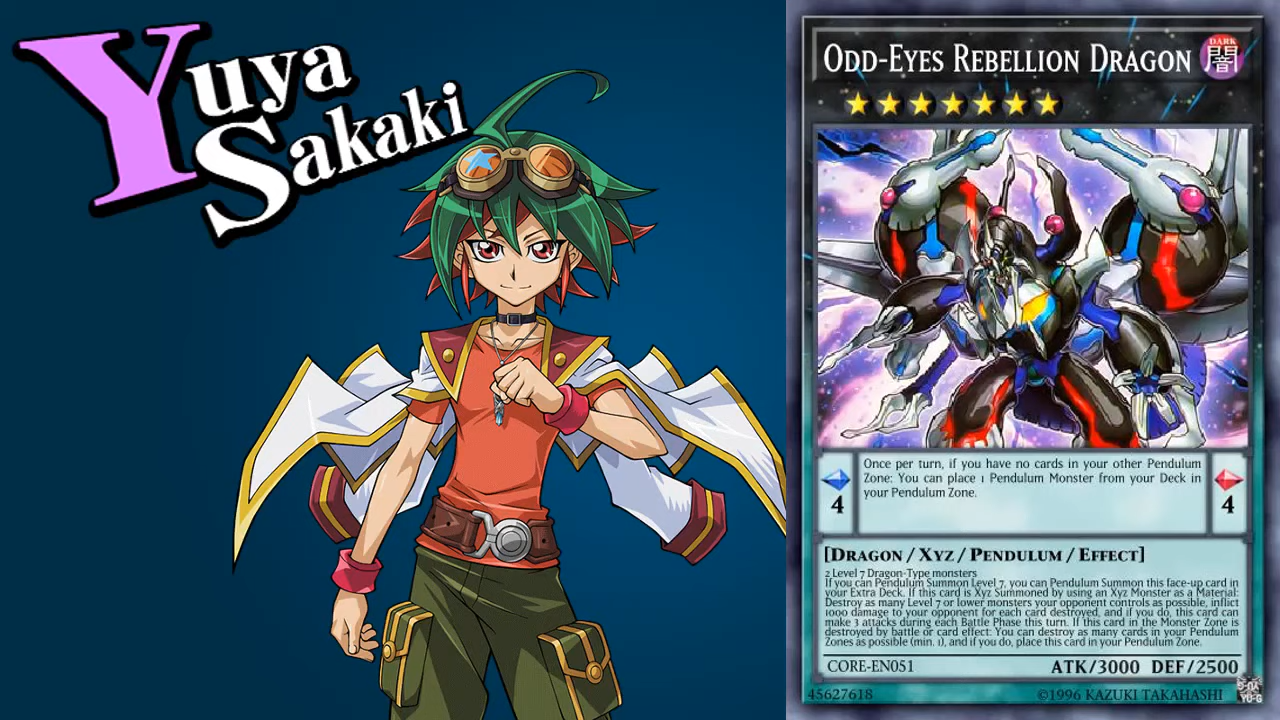 Yuya
Sakaki
Odd-Eyes Rebellion Dragon
DARK
闇
Once per turn, if you have no cards in your other Pendulum
Zone: You can place 1 Pendulum Monster from your Deck in
your Pendulum Zone.
4
4
[Dragon / Xyz / Pendulum / Effect]
2 Level 7 Dragon-Type monsters
If you can Pendulum Summon Level 7, you can Pendulum Summon this face-up card in
your Extra Deck. If this card is Xyz Summoned by using an Xyz Monster as a Material:
Destroy as many Level 7 or lower monsters your opponent controls as possible, inflict
1000 damage to your opponent for each card destroyed, and if you do, this card can
make 3 attacks during each Battle Phase this turn. If this card in the Monster Zone is
destroyed by battle or card effect: You can destroy as many cards in your Pendulum
Zones as possible (min. 1), and if you do, place this card in your Pendulum Zone.
CORE-EN051
ATK/3000 DEF/2500
45627618
©1996 KAZUKI TAKAHASHI